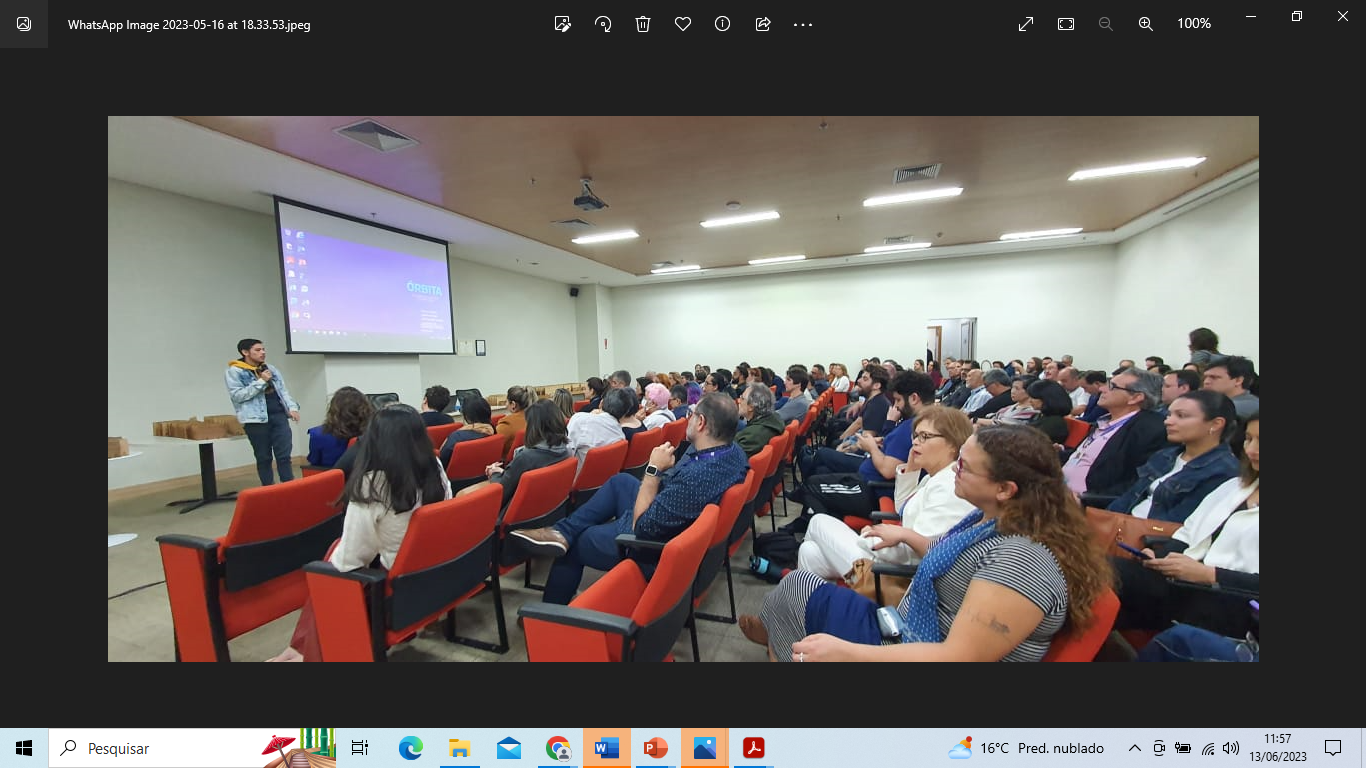 WhatsApp Image 2023-05-16 at 18.33.53.jpeg
100%
ÓRBITA
Pesquisar
16°C Pred. nublado
11:57
13/06/2023